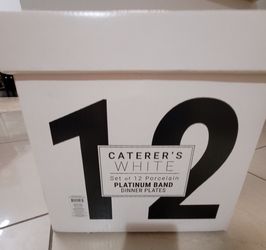 12
CATERER'S
WHITE
Set of 12 Porcelain
PLATINUM BAND
DINNER PLATES